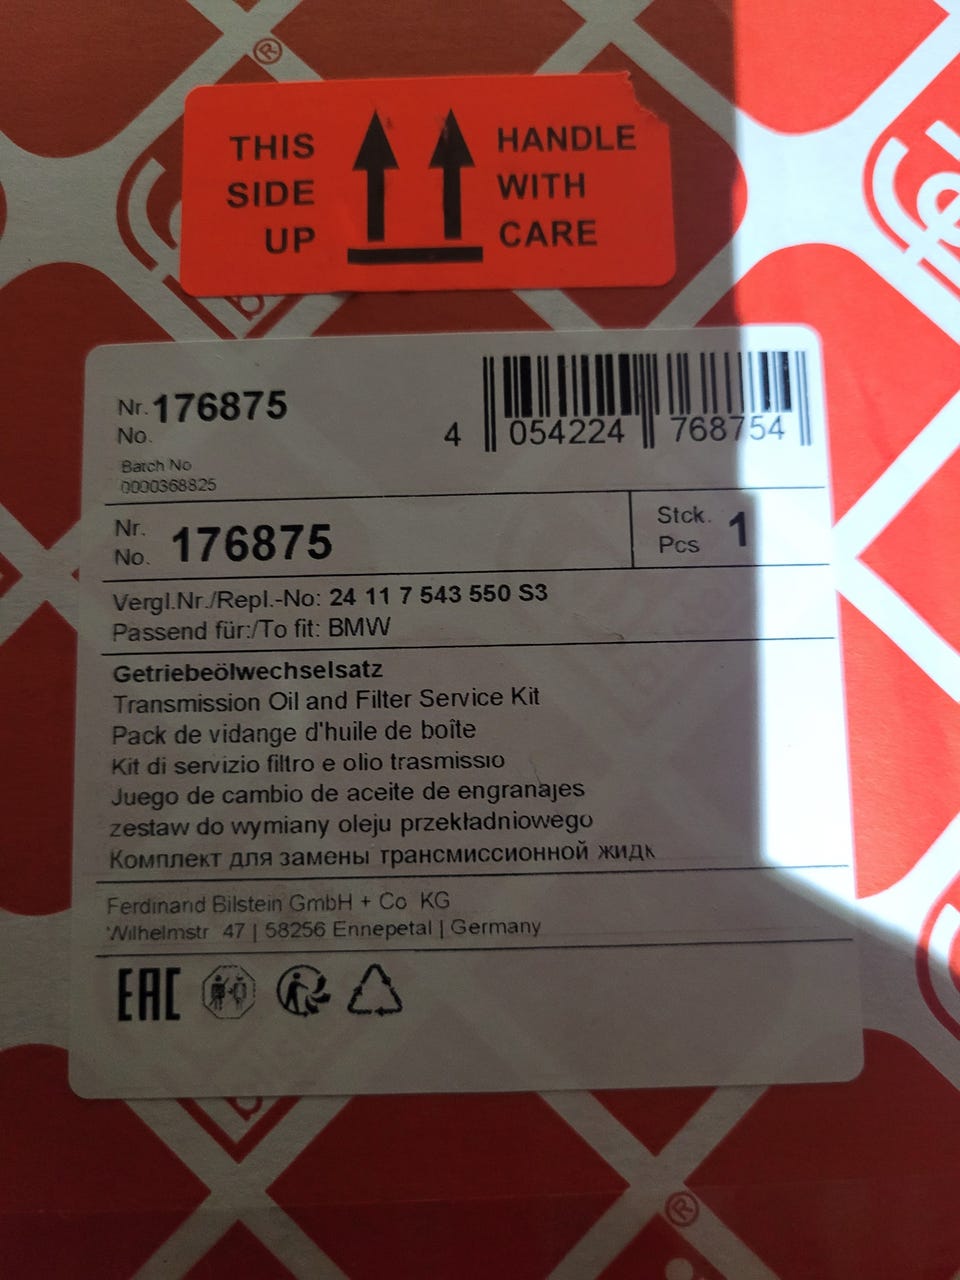 ®
THIS
SIDE
UP
HANDLE
WITH
CARE
Nr. 176875
No.
4 054224 768754
Batch No
0000368825
Nr. 176875
No.
Stck. 1
Pcs
Vergl.Nr./Repl.-No: 24 11 7 543 550 S3
Passend für:/To fit: BMW
Getriebeölwechselsatz
Transmission Oil and Filter Service Kit
Pack de vidange d'huile de boîte
Kit di servizio filtro e olio trasmissio
Juego de cambio de aceite de engranajes
zestaw do wymiany oleju przekładniowego
Комплект для замены трансмиссионной жидк
Ferdinand Bilstein GmbH + Co KG
Wilhelmstr 47 | 58256 Ennepetal | Germany
EAC
®